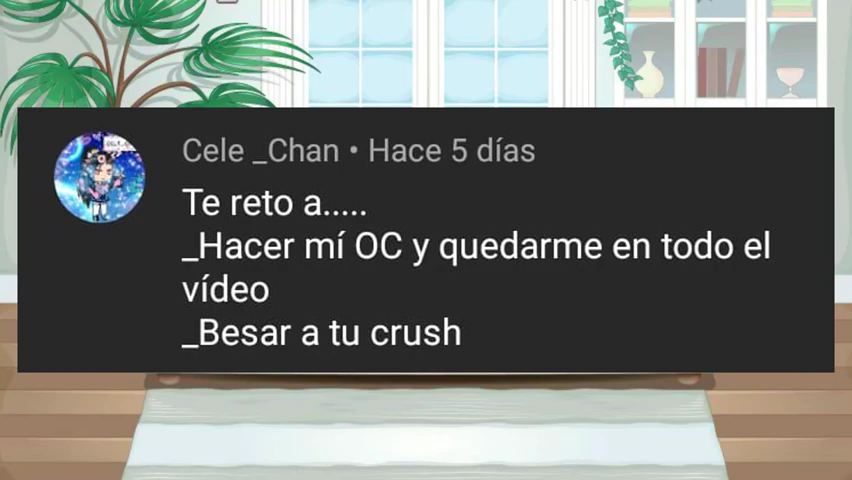 Cele _Chan • Hace 5 días
Te reto a.....
_Hacer mí OC y quedarme en todo el
vídeo
_Besar a tu crush